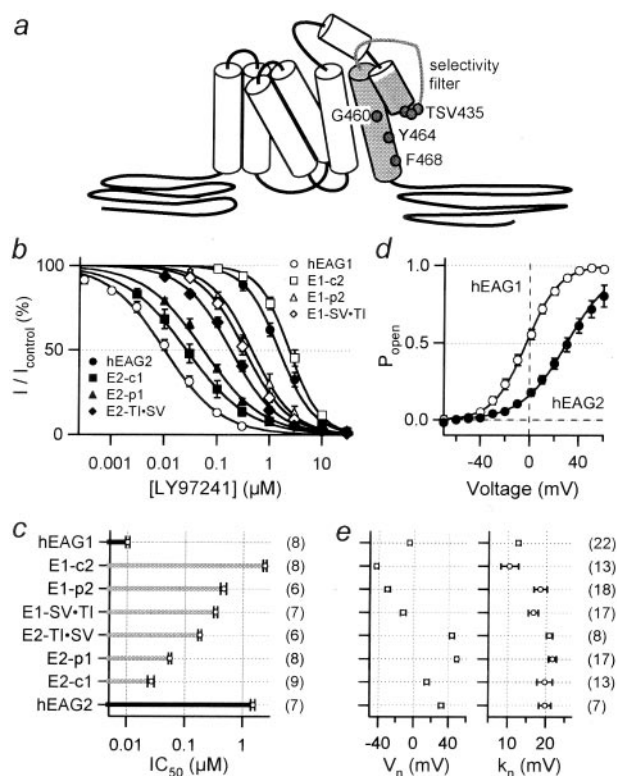 a
selectivity
filter
G460
TSV435
Y464
F468
b
I / Icontrol (%)
100
50
0
hEAG1
E1-c2
E1-p2
E1-SV•TI
hEAG2
E2-c1
E2-p1
E2-TI•SV
0.001 0.01 0.1 1 10
[LY97241] (µM)
d
Popen
1.0
0.5
0.0
hEAG1
hEAG2
-40 0 40
Voltage (mV)
c
hEAG1 (8)
E1-c2 (8)
E1-p2 (6)
E1-SV•TI (7)
E2-TI•SV (6)
E2-p1 (8)
E2-c1 (9)
hEAG2 (7)
0.01 0.1 1
IC50 (µM)
e
(22)
(13)
(18)
(17)
(8)
(17)
(13)
(7)
-40 0 40
Vn (mV)
10 20
kn (mV)